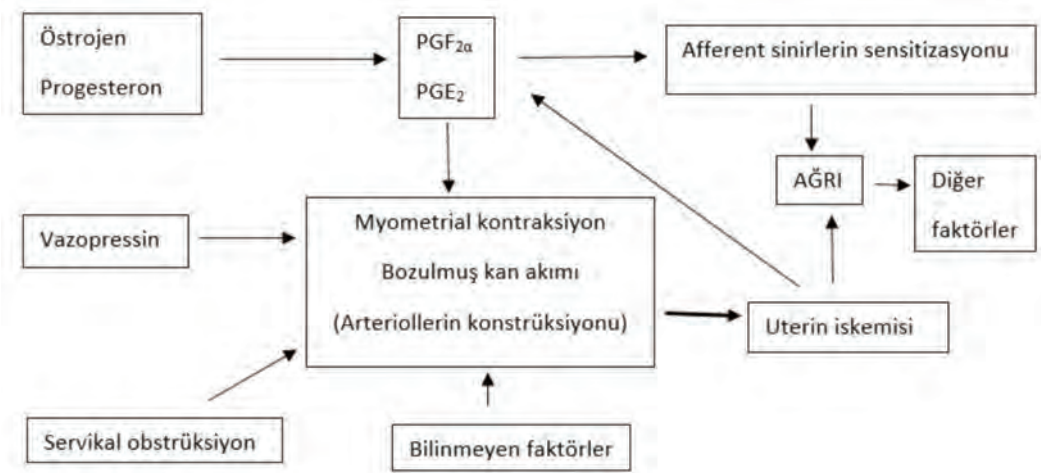 Östrojen
Progesteron
PGF2α
PGE2
Afferent sinirlerin sensitizasyonu
AĞRI
Diğer
faktörler
Vazopressin
Myometrial kontraksiyon
Bozulmuş kan akımı
(Arteriollerin konstrüksiyonu)
Uterin iskemisi
Servikal obstrüksiyon
Bilinmeyen faktörler